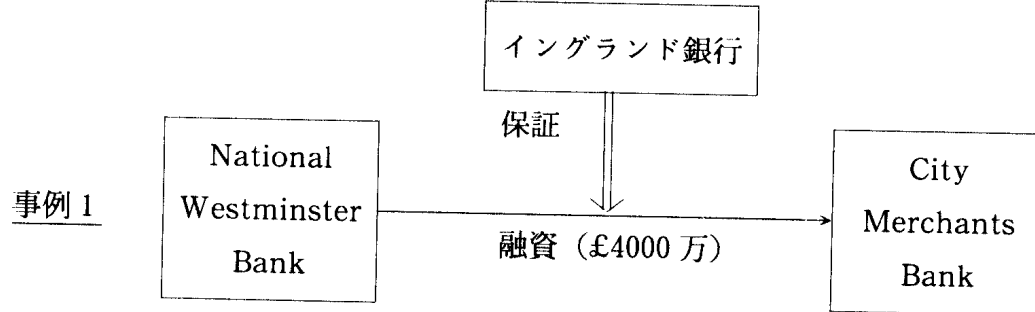 イングランド銀行
保証
National
Westminster
Bank
事例1
融資（£4000万）
City
Merchants
Bank